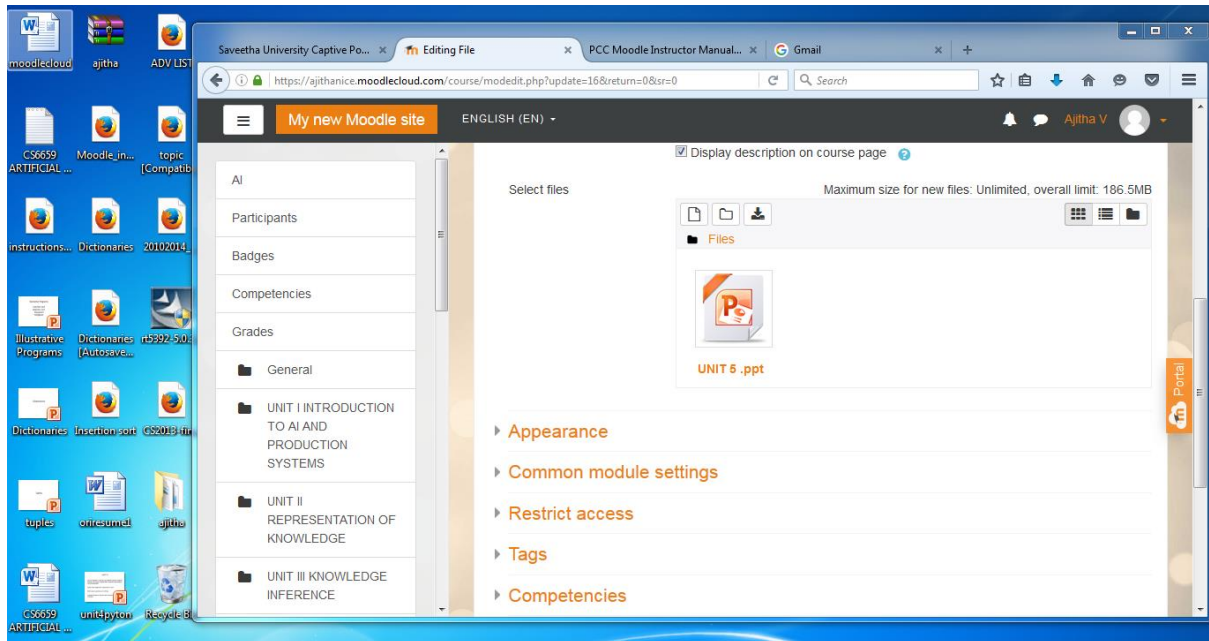 moodlecloud
ajitha
ADV LIST
CS6659
ARTIFICIAL ...
Moodle_in...
topic
[Compatib
instructions...
Dictionaries
20102014_
Illustrative
Programs
Dictionaries
[Autosave...
rt5392-5.0.
Dictionaries
Insertion sort
tuples
oriresume1
ajitha
CS6659
ARTIFICIAL ...
unit4pyton
Recycle Bi
Saveetha University Captive Po...
Editing File
PCC Moodle Instructor Manual...
Gmail
https://ajithanice.moodlecloud.com/course/modedit.php?update=16&return=0&sr=0
Search
My new Moodle site
ENGLISH (EN)
Ajitha V
AI
Participants
Badges
Competencies
Grades
General
UNIT I INTRODUCTION
TO AI AND
PRODUCTION
SYSTEMS
UNIT II
REPRESENTATION OF
KNOWLEDGE
UNIT III KNOWLEDGE
INFERENCE
Display description on course page
Select files
Maximum size for new files: Unlimited, overall limit: 186.5MB
Files
UNIT 5 .ppt
Appearance
Common module settings
Restrict access
Tags
Competencies
Portal